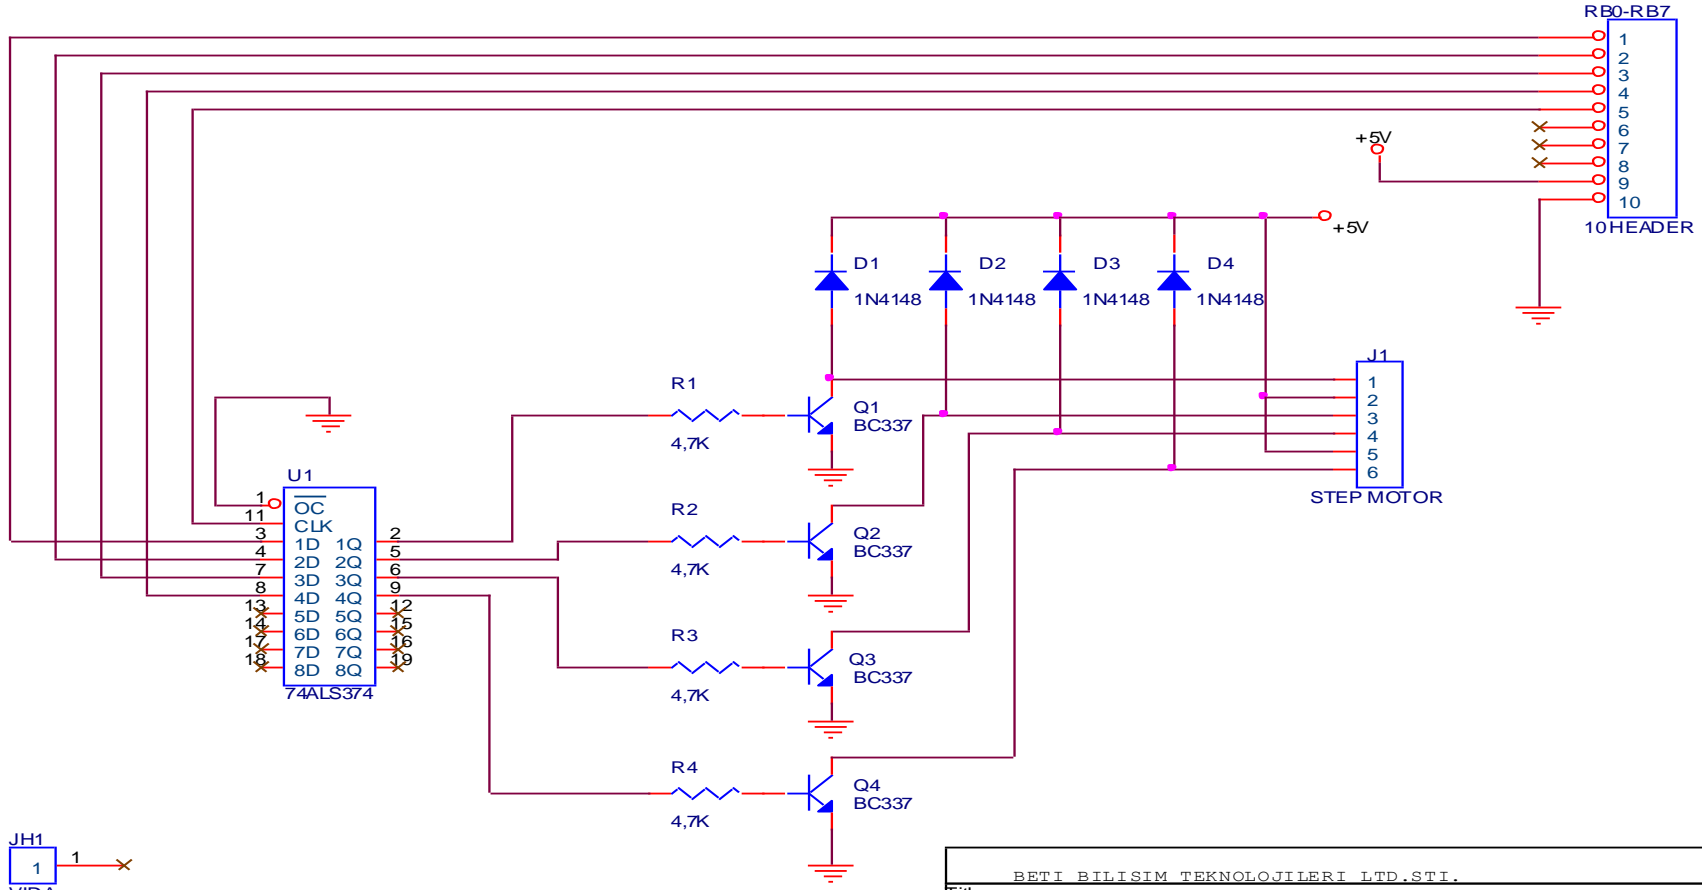 RB0-RB7
1
2
3
4
5
6
7
8
9
10
10HEADER
+5V
+5V
D1
1N4148
D2
1N4148
D3
1N4148
D4
1N4148
J1
1
2
3
4
5
6
STEP MOTOR
R1
4,7K
Q1
BC337
R2
4,7K
Q2
BC337
R3
4,7K
Q3
BC337
R4
4,7K
Q4
BC337
U1
1 OC
11 CLK
3 1D 1Q 2
4 2D 2Q 5
7 3D 3Q 6
8 4D 4Q 9
13 5D 5Q 12
14 6D 6Q 15
17 7D 7Q 16
18 8D 8Q 19
74ALS374
JH1
1 1
BETI BILISIM TEKNOLOJILERI LTD.STI.